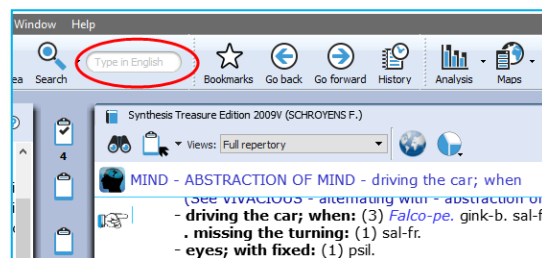 Window Help
Type in English
ea Search Bookmarks Go back Go forward History Analysis Maps
Synthesis Treasure Edition 2009V (SCHROYENS F.)
4
Views: Full repertory
MIND - ABSTRACTION OF MIND - driving the car; when
(See VIVACIOUS - alternating with - abstraction o
- driving the car; when: (3) Falco-pe. gink-b. sal-f
. missing the turning: (1) sal-fr.
- eyes; with fixed: (1) psil.